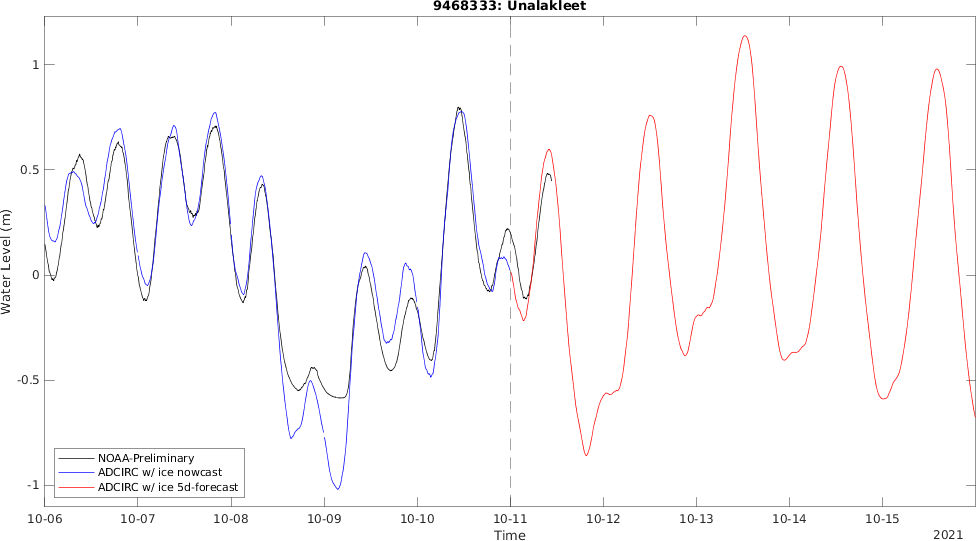 9468333: Unalakleet
Water Level (m)
1
0.5
0
-0.5
-1
NOAA-Preliminary
ADCIRC w/ ice nowcast
ADCIRC w/ ice 5d-forecast
10-06 10-07 10-08 10-09 10-10 10-11 10-12 10-13 10-14 10-15
Time
2021